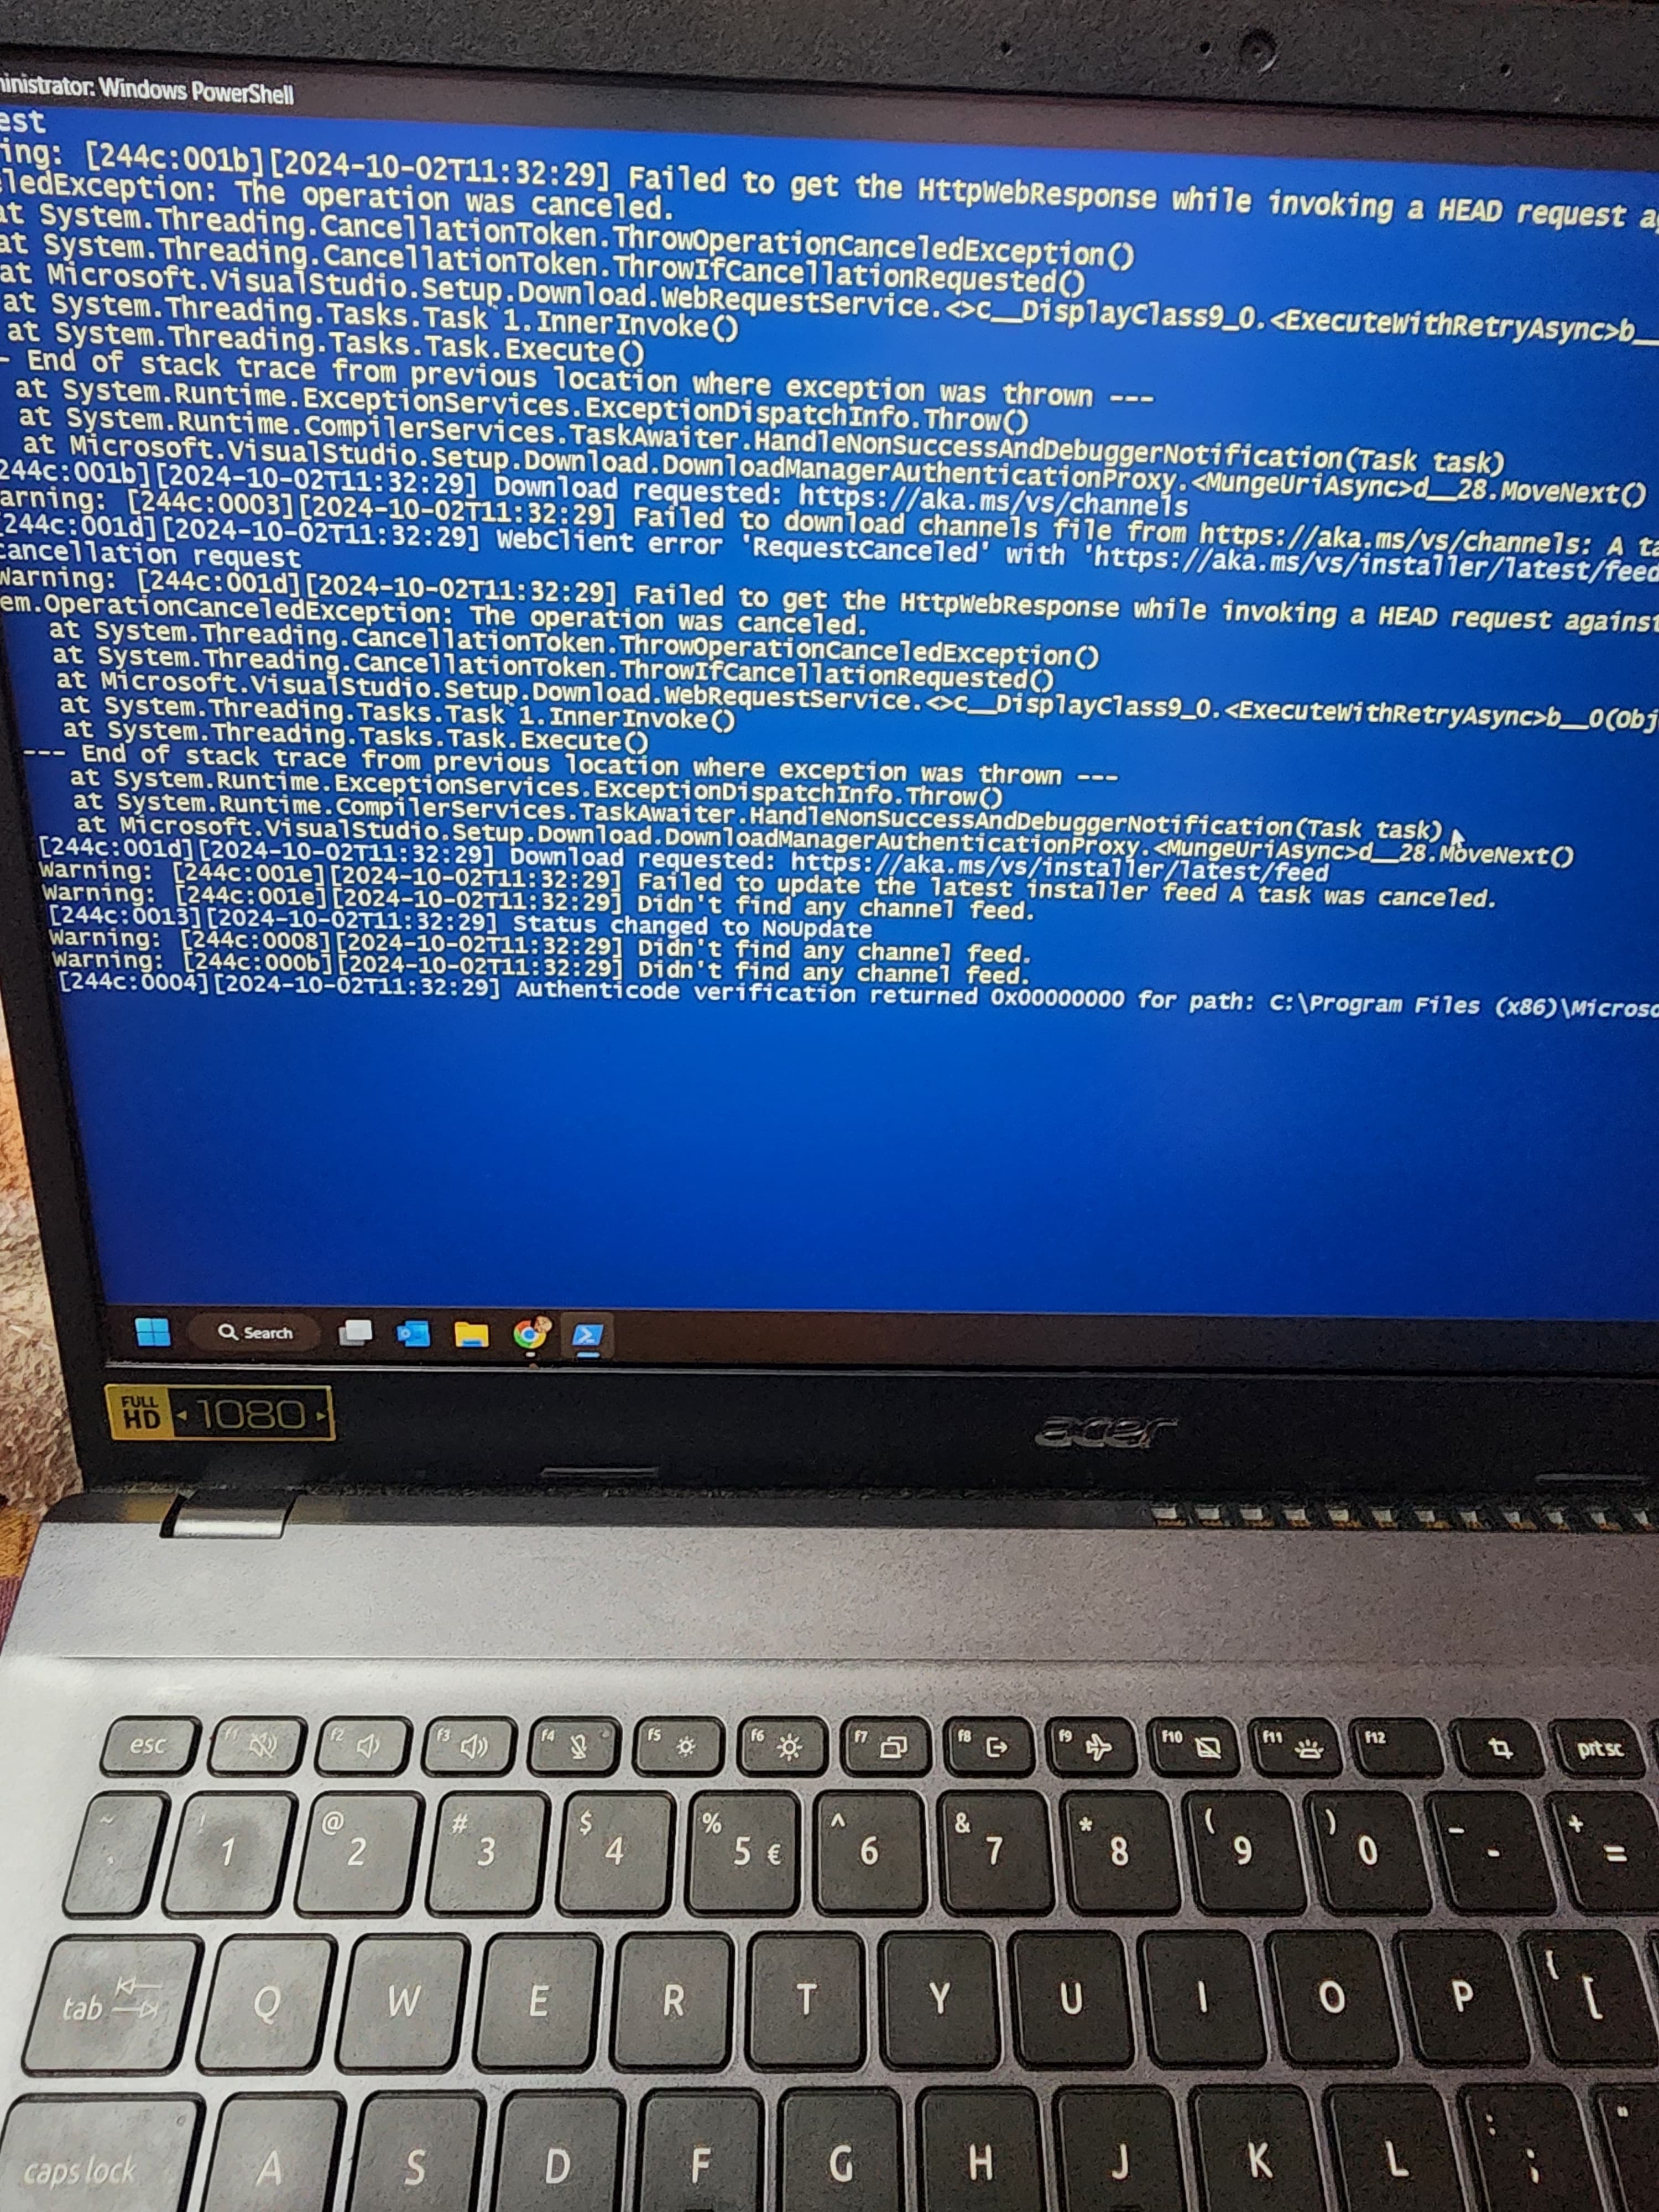 inistrator: Windows PowerShell
est
ing: [244c:001b][2024-10-02T11:32:29] Failed to get the HttpWebResponse while invoking a HEAD request
ledException: The operation was canceled.
at System.Threading.CancellationToken.ThrowOperationCanceledException()
at System.Threading.CancellationToken.ThrowIfCancellationRequested()
at Microsoft.VisualStudio.Setup.Download.WebRequestService.<>c__DisplayClass9_0.<ExecuteWithRetryAsync>b__
at System.Threading.Tasks.Task`1.InnerInvoke()
at System.Threading.Tasks.Task.Execute()
- End of stack trace from previous location where exception was thrown ---
at System.Runtime.ExceptionServices.ExceptionDispatchInfo.Throw()
at System.Runtime.CompilerServices.TaskAwaiter.HandleNonSuccessAndDebuggerNotification(Task task)
at Microsoft.VisualStudio.Setup.Download.DownloadManagerAuthenticationProxy.<MungeUriAsync>d__28.MoveNext()
244c:001b][2024-10-02T11:32:29] Download requested: https://aka.ms/vs/channels
arning: [244c:0003][2024-10-02T11:32:29] Failed to download channels file from https://aka.ms/vs/channels: A ta
[244c:001d][2024-10-02T11:32:29] WebClient error 'RequestCanceled' with 'https://aka.ms/vs/installer/latest/feed
cancellation request
Warning: [244c:001d][2024-10-02T11:32:29] Failed to get the HttpWebResponse while invoking a HEAD request against
em.OperationCanceledException: The operation was canceled.
at System.Threading.CancellationToken.ThrowOperationCanceledException()
at System.Threading.CancellationToken.ThrowIfCancellationRequested()
at Microsoft.VisualStudio.Setup.Download.WebRequestService.<>c__DisplayClass9_0.<ExecuteWithRetryAsync>b__0(Obj
at System.Threading.Tasks.Task`1.InnerInvoke()
at System.Threading.Tasks.Task.Execute()
--- End of stack trace from previous location where exception was thrown ---
at System.Runtime.ExceptionServices.ExceptionDispatchInfo.Throw()
at System.Runtime.CompilerServices.TaskAwaiter.HandleNonSuccessAndDebuggerNotification(Task task)
at Microsoft.VisualStudio.Setup.Download.DownloadManagerAuthenticationProxy.<MungeUriAsync>d__28.MoveNext()
[244c:001d][2024-10-02T11:32:29] Download requested: https://aka.ms/vs/installer/latest/feed
Warning: [244c:001e][2024-10-02T11:32:29] Failed to update the latest installer feed A task was canceled.
Warning: [244c:001e][2024-10-02T11:32:29] Didn't find any channel feed.
[244c:0013][2024-10-02T11:32:29] Status changed to NoUpdate
Warning: [244c:0008][2024-10-02T11:32:29] Didn't find any channel feed.
Warning: [244c:000b][2024-10-02T11:32:29] Didn't find any channel feed.
[244c:0004][2024-10-02T11:32:29] Authenticode verification returned 0x00000000 for path: C:\Program Files (x86)\Microso
Search
FULL HD 1080
acer
esc f1 f2 f3 f4 f5 f6 f7 f8 f9 f10 f11 f12 prt sc
~ ! @ # $ % ^ & * ( ) _ +
` 1 2 3 4 5 € 6 7 8 9 0 - =
tab Q W E R T Y U I O P { [
caps lock A S D F G H J K L : ; "